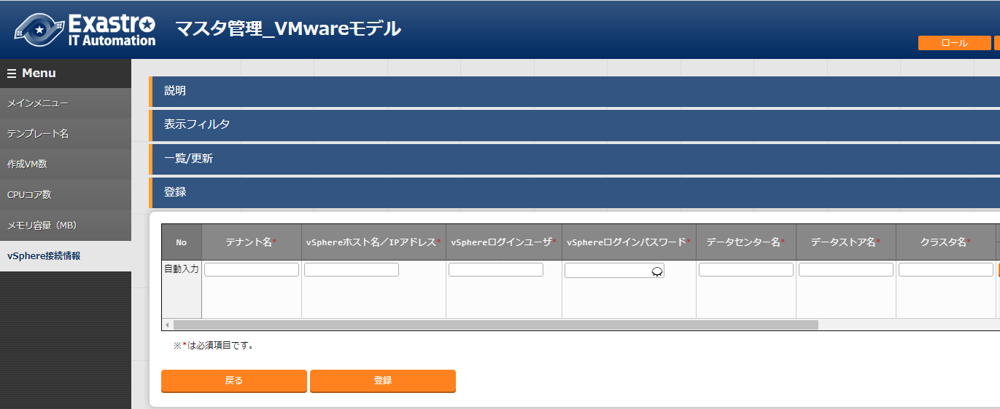 Exastro
IT Automation
マスタ管理_VMwareモデル
ロール
Menu
メインメニュー
テンプレート名
作成VM数
CPUコア数
メモリ容量（MB）
vSphere接続情報
説明
表示フィルタ
一覧/更新
登録
No テナント名* vSphereホスト名／IPアドレス* vSphereログインユーザ* vSphereログインパスワード* データセンター名* データストア名* クラスタ名*
自動入力
※*は必須項目です。
戻る 登録